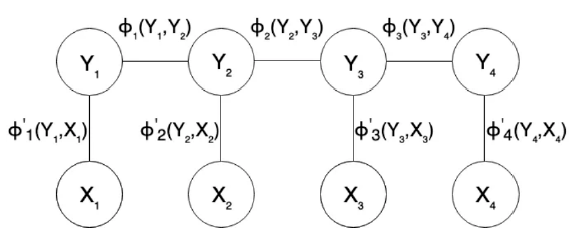 ϕ₁(Y₁,Y₂) ϕ₂(Y₂,Y₃) ϕ₃(Y₃,Y₄)
Y₁ Y₂ Y₃ Y₄
ϕ'1(Y₁,X₁) ϕ'2(Y₂,X₂) ϕ'3(Y₃,X₃) ϕ'4(Y₄,X₄)
X₁ X₂ X₃ X₄